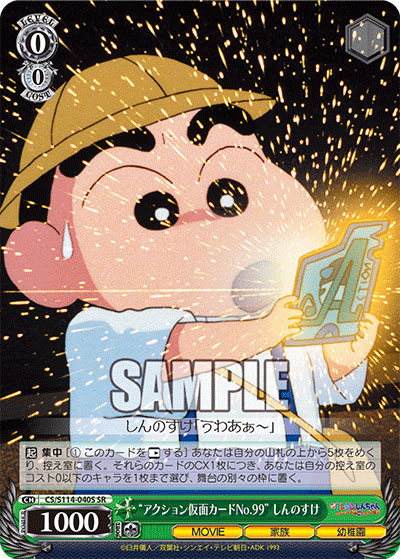 LEVEL
0
0
COST
No.99
SAMPLE
しんのすけ「うわあぁ~」
起 集中 [① このカードを する] あなたは自分の山札の上から5枚をめく
り、控え室に置く。それらのカードのCX1枚につき、あなたは自分の控え室の
コスト0以下のキャラを1枚まで選び、舞台の別々の枠に置く。
CH CS/S114-040S SR
POWER
1000
SOUL
“アクション仮面カードNo.99” しんのすけ
MOVIE
家族
幼稚園
©臼井儀人/双葉社・シンエイ・テレビ朝日・ADK 1993